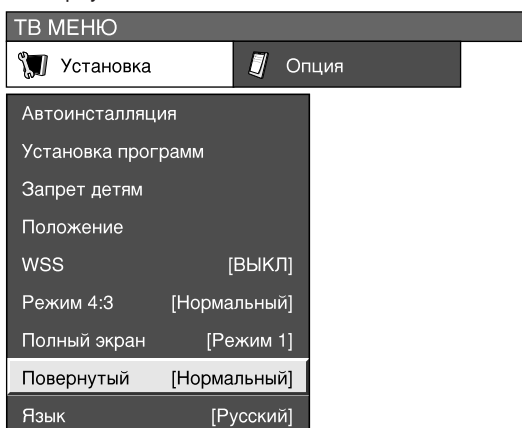 ТВ МЕНЮ
Установка Опция
Автоинсталляция
Установка программ
Запрет детям
Положение
WSS [ВЫКЛ]
Режим 4:3 [Нормальный]
Полный экран [Режим 1]
Повернутый [Нормальный]
Язык [Русский]